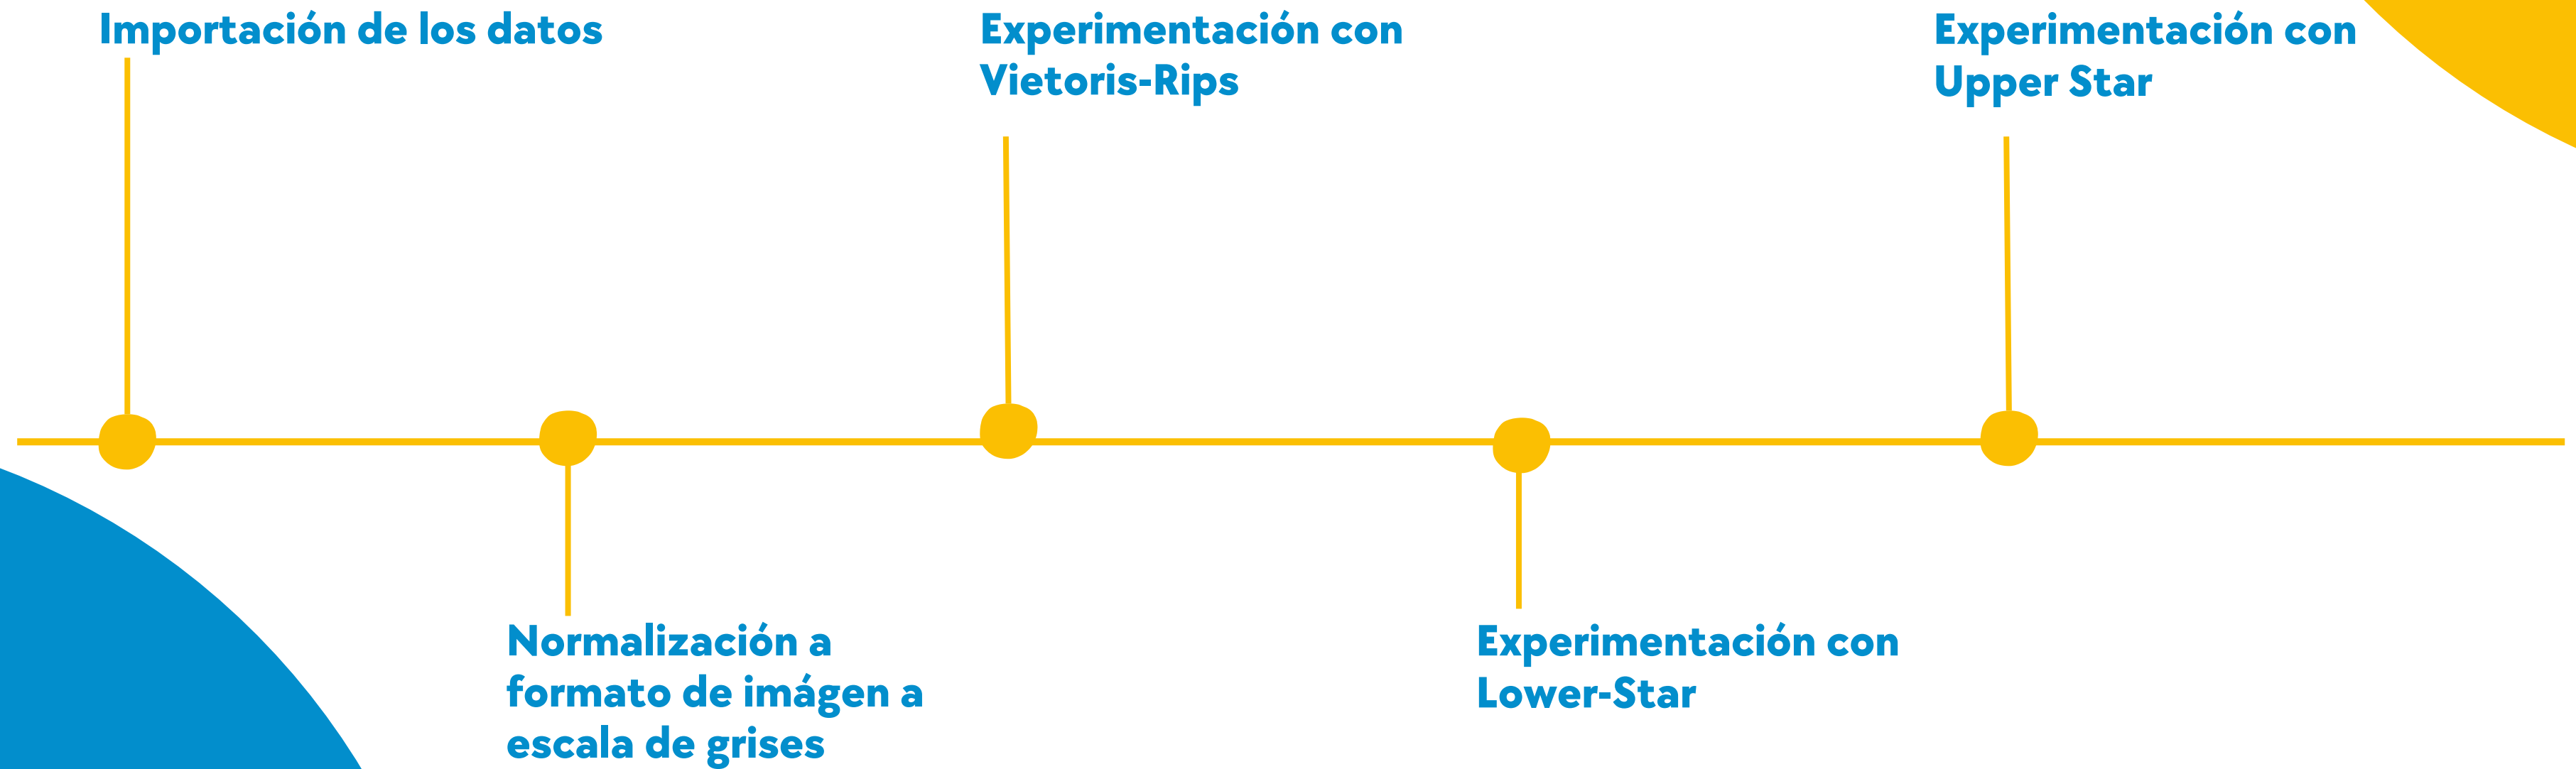 Importación de los datos
Normalización a
formato de imágen a
escala de grises
Experimentación con
Vietoris-Rips
Experimentación con
Lower-Star
Experimentación con
Upper Star